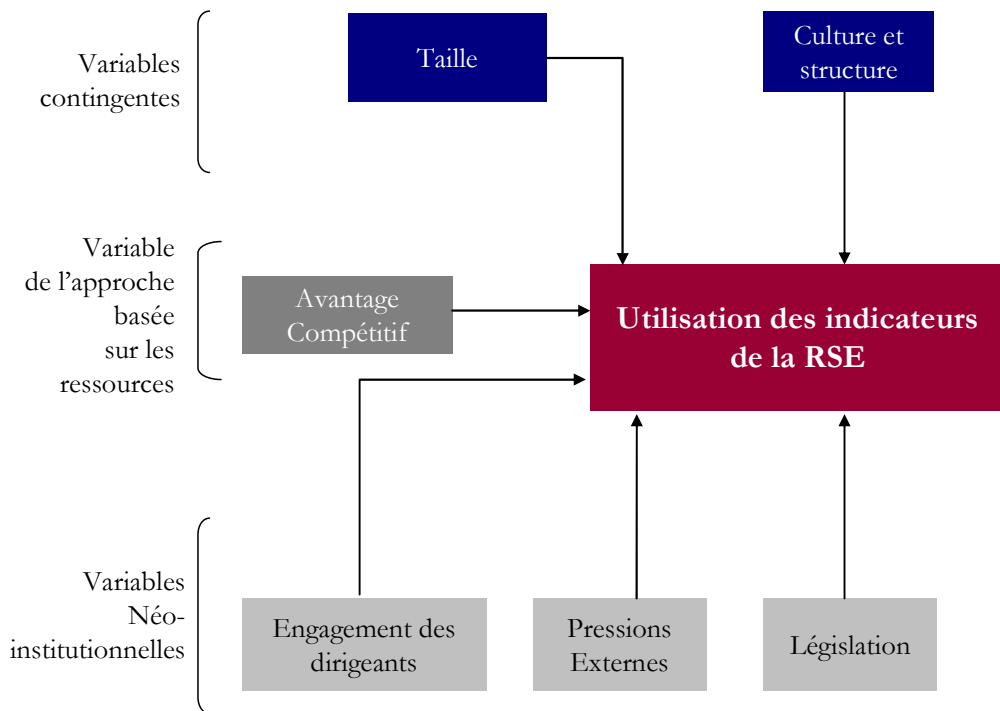 Variables
contingentes
Taille
Culture et
structure
Variable
de l’approche
basée
sur les
ressources
Avantage
Compétitif
Utilisation des indicateurs
de la RSE
Variables
Néo-
institutionnelles
Engagement des
dirigeants
Pressions
Externes
Législation